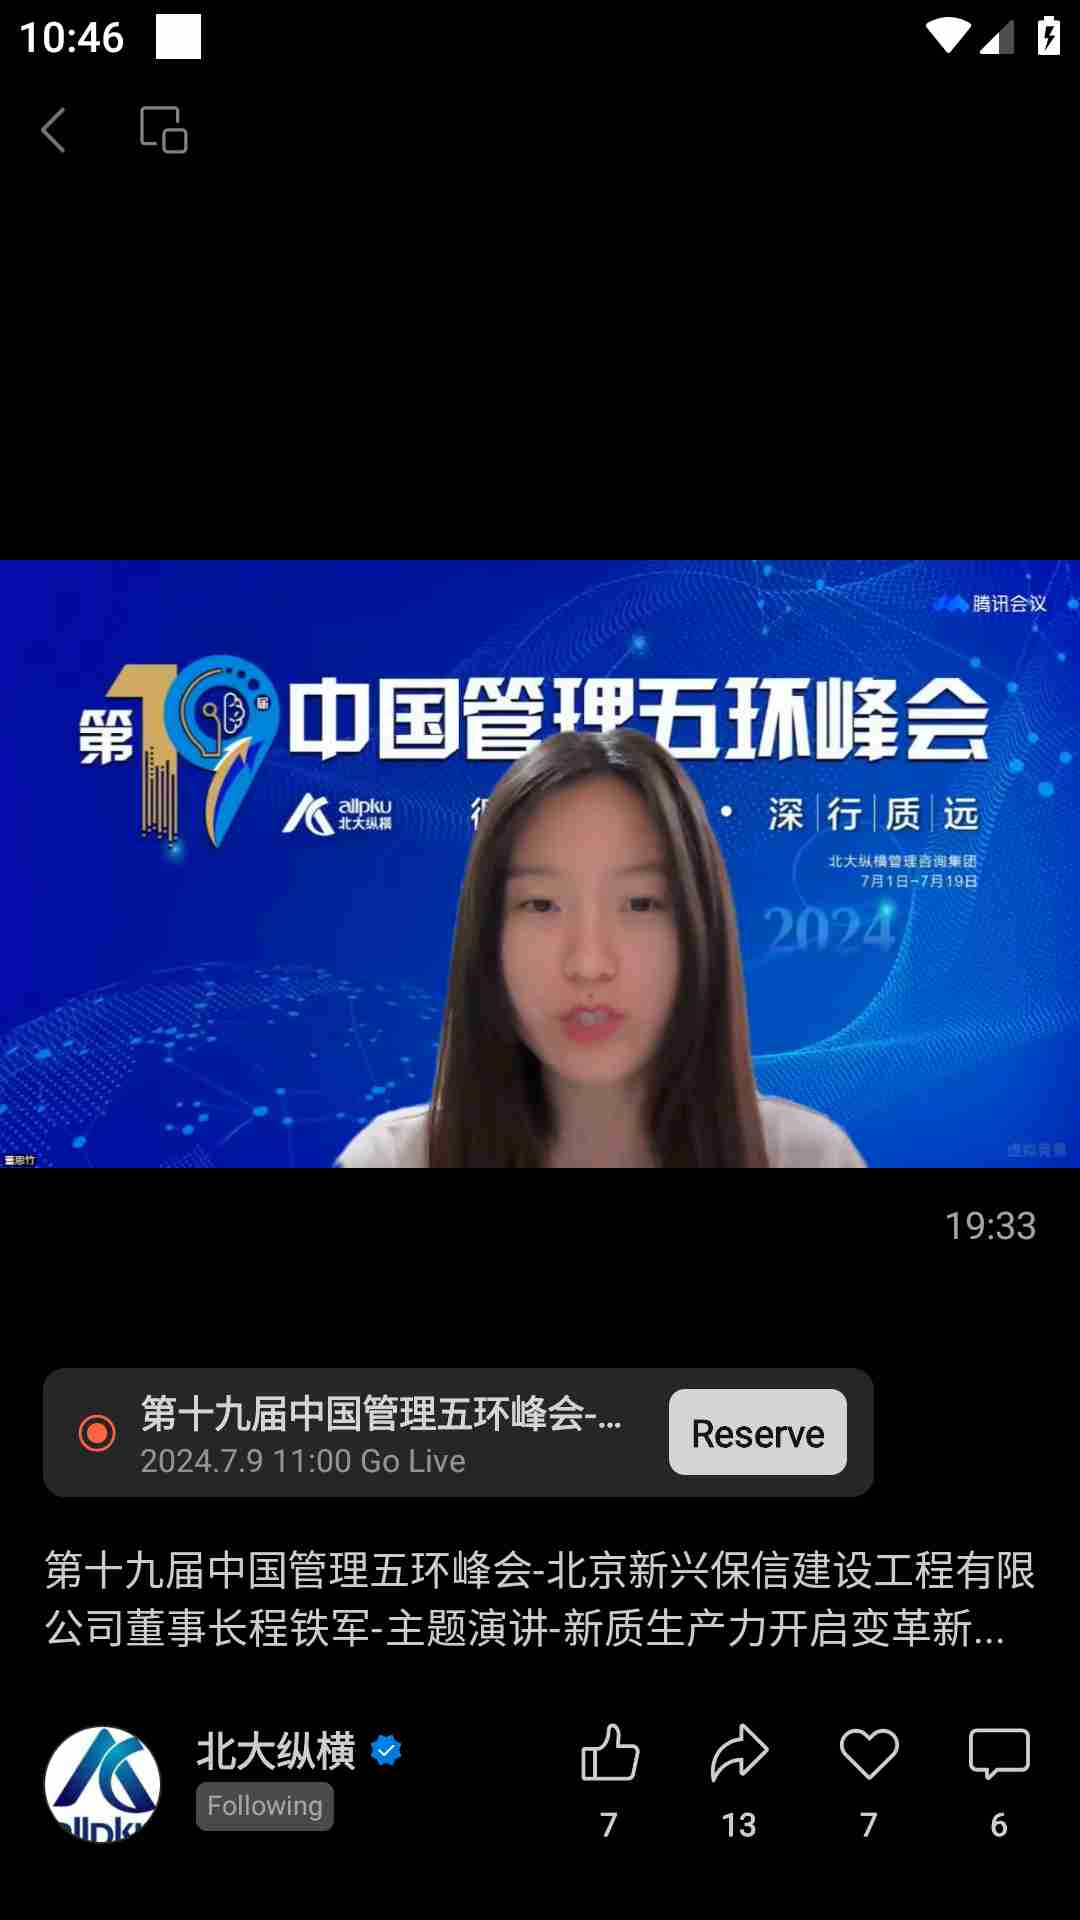 10:46
腾讯会议
第19届中国管理五环峰会
allpku
北大纵横
• 深|行|质|远
北大纵横管理咨询集团
7月1日-7月19日
2024
虚拟背景
19:33
第十九届中国管理五环峰会-...
2024.7.9 11:00 Go Live
Reserve
第十九届中国管理五环峰会-北京新兴保信建设工程有限
公司董事长程铁军-主题演讲-新质生产力开启变革新...
北大纵横
Following
7
13
7
6